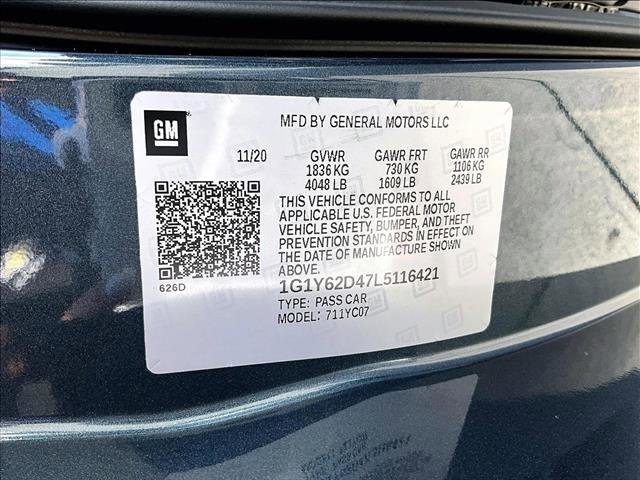 GM
MFD BY GENERAL MOTORS LLC
11/20 GVWR GAWR FRT GAWR RR
1836 KG 730 KG 1106 KG
4048 LB 1609 LB 2439 LB
THIS VEHICLE CONFORMS TO ALL
APPLICABLE U.S. FEDERAL MOTOR
VEHICLE SAFETY, BUMPER, AND THEFT
PREVENTION STANDARDS IN EFFECT ON
THE DATE OF MANUFACTURE SHOWN
ABOVE.
626D
1G1Y62D47L5116421
TYPE: PASS CAR
MODEL: 711YC07